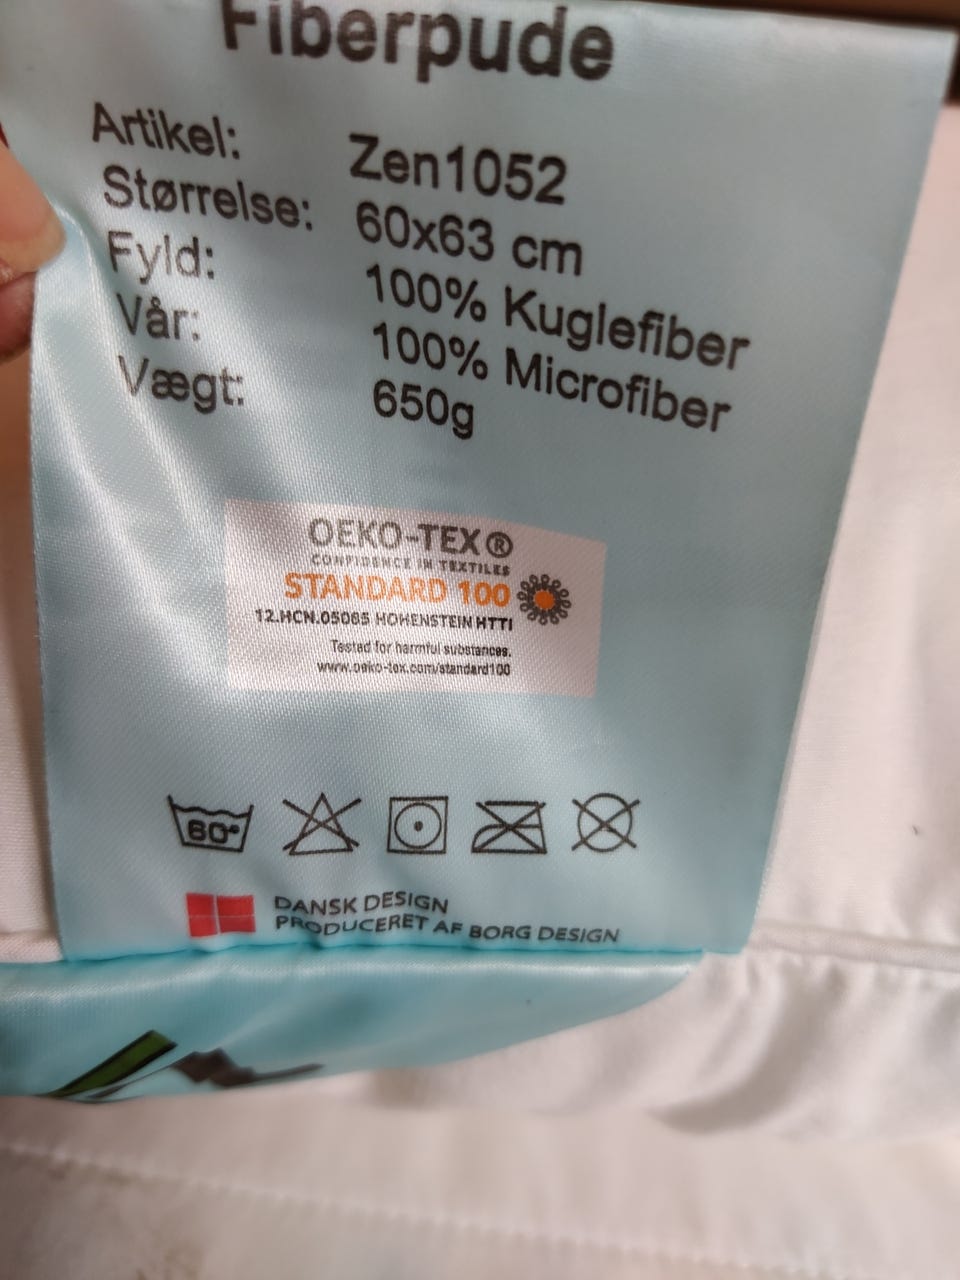 Fiberpude
Artikel: Zen1052
Størrelse: 60x63 cm
Fyld: 100% Kuglefiber
Vår: 100% Microfiber
Vægt: 650g
OEKO-TEX®
CONFIDENCE IN TEXTILES
STANDARD 100
12.HCN.05085 HOHENSTEIN HTTI
Tested for harmful substances.
www.oeko-tex.com/standard100
60°
DANSK DESIGN
PRODUCERET AF BORG DESIGN